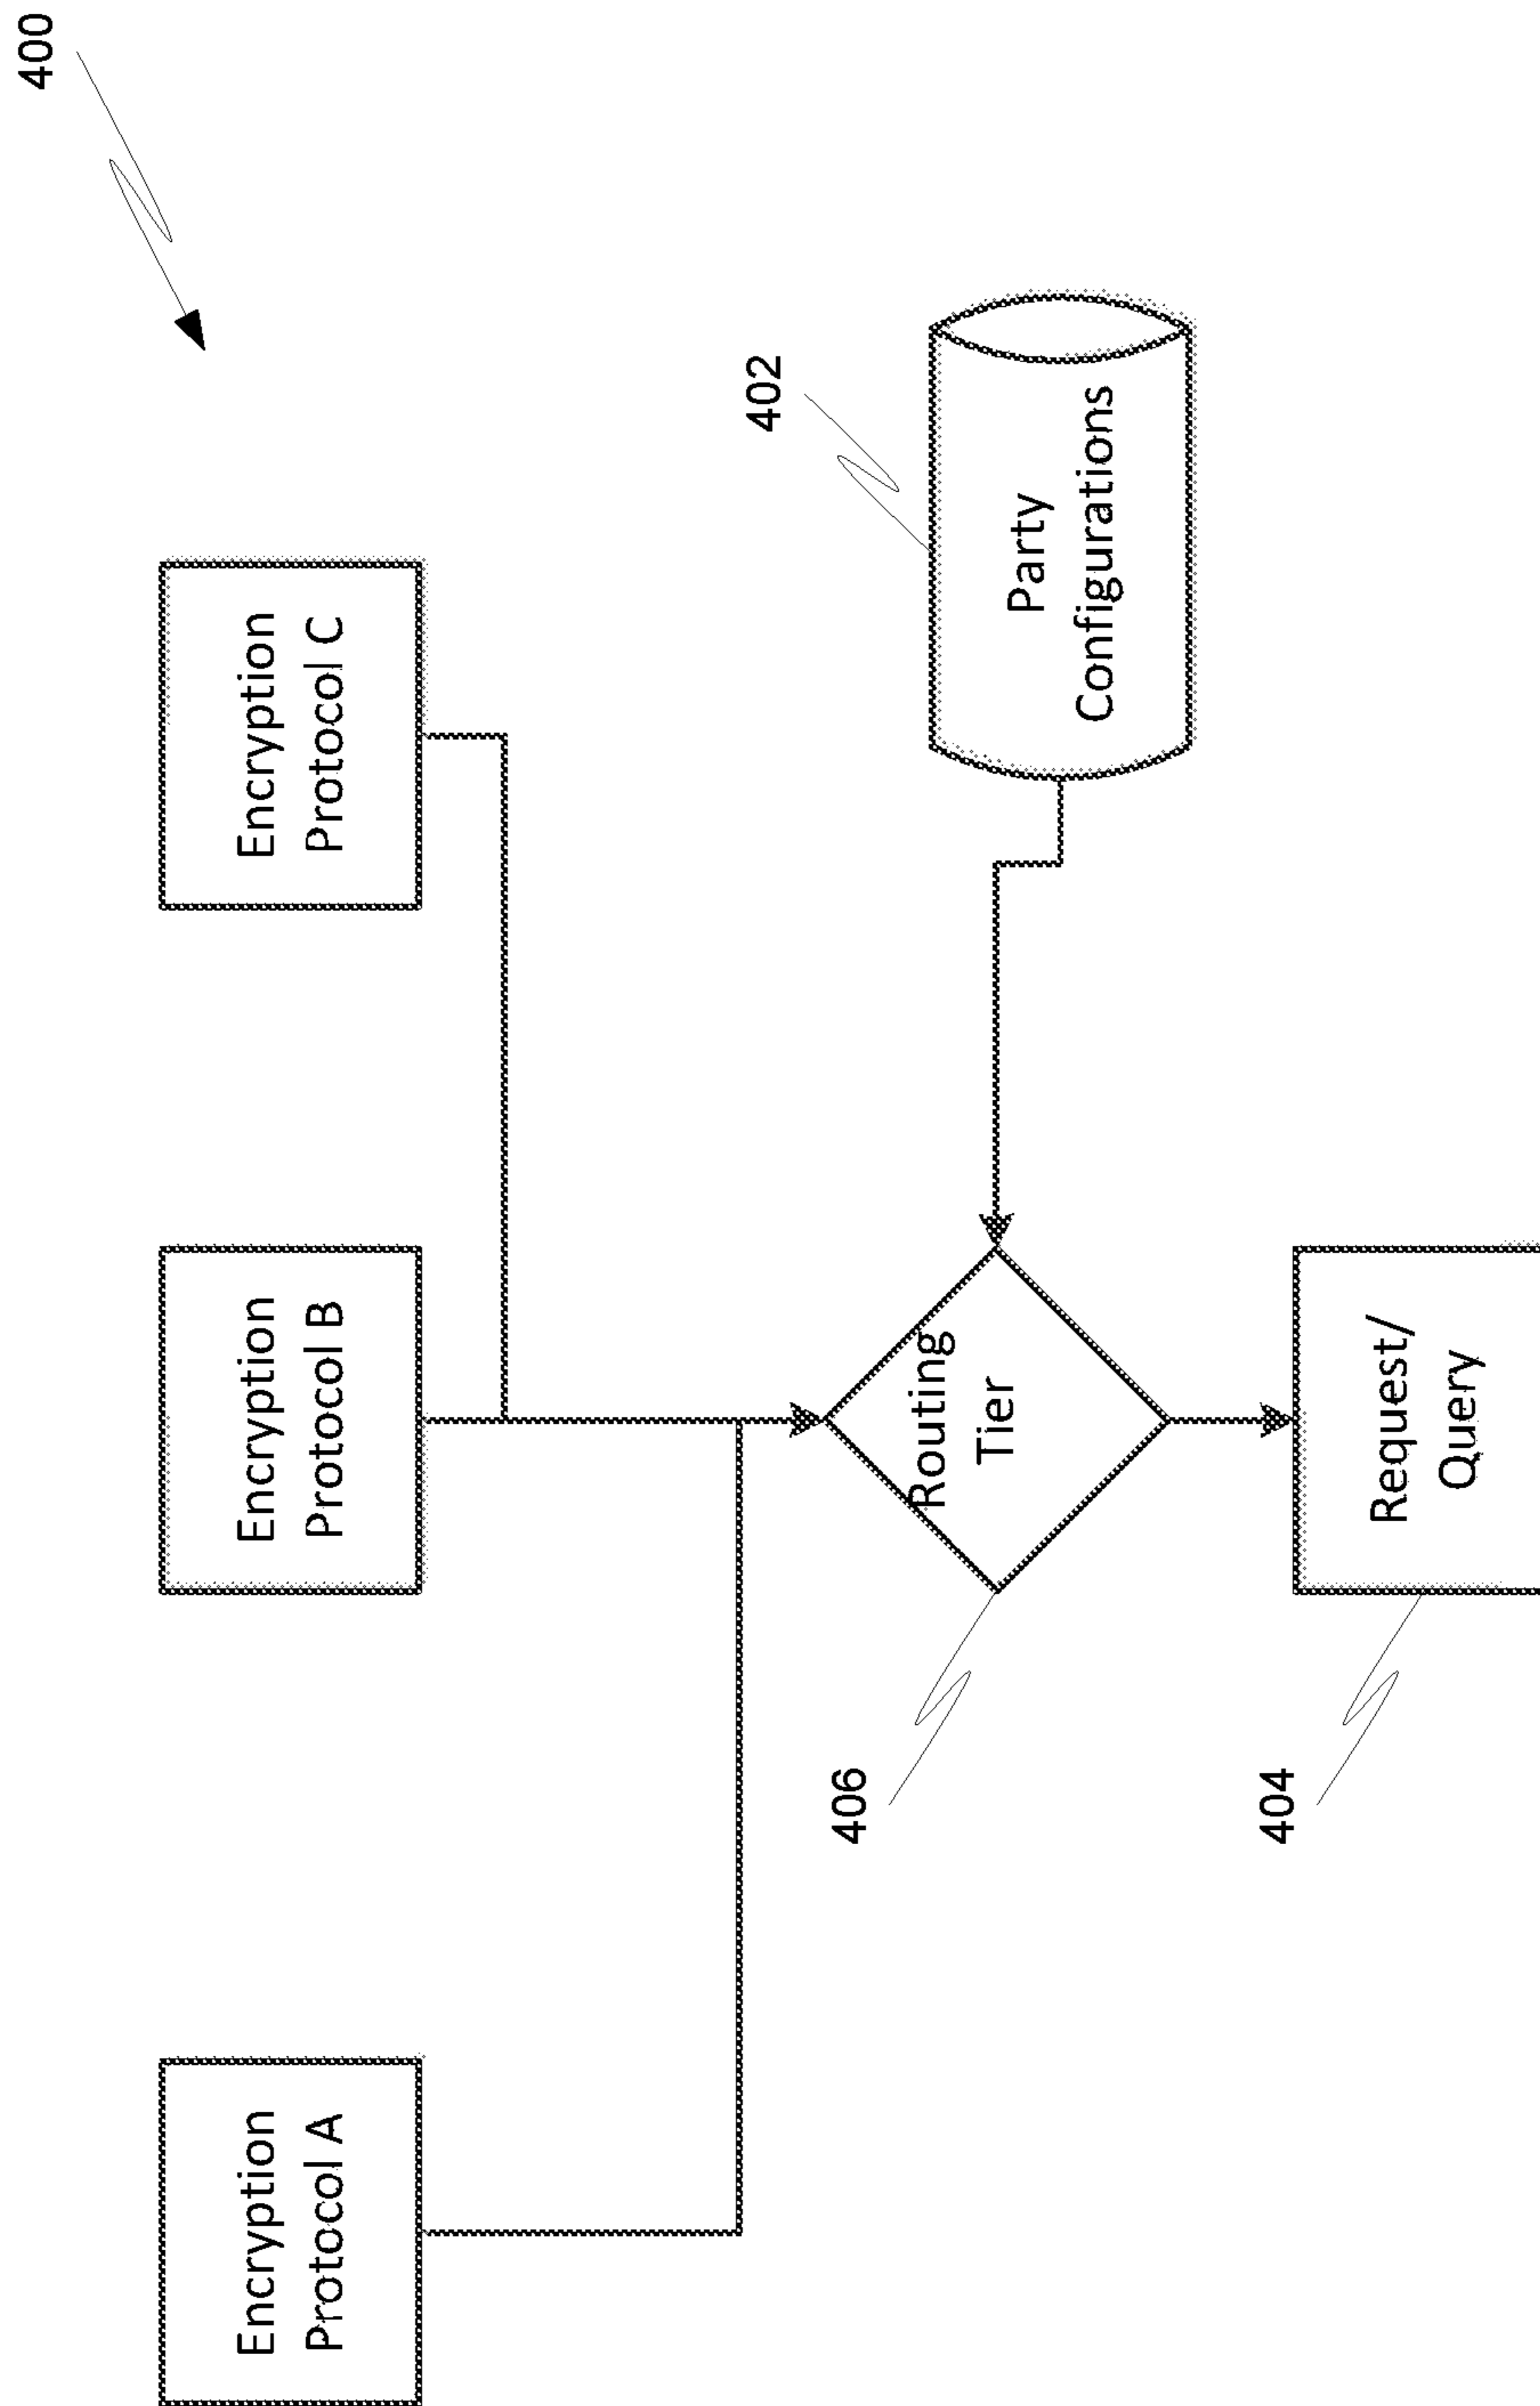 400
Encryption
Protocol A
Encryption
Protocol B
Encryption
Protocol C
402
Party
Configurations
406
Routing
Tier
404
Request/
Query